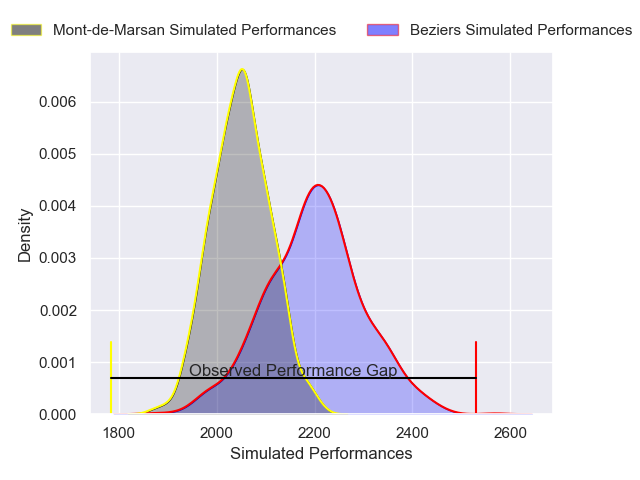 Mont-de-Marsan Simulated Performances
Beziers Simulated Performances
0.006
0.005
0.004
0.003
0.002
0.001
0.000
Density
Observed Performance Gap
1800 2000 2200 2400 2600
Simulated Performances